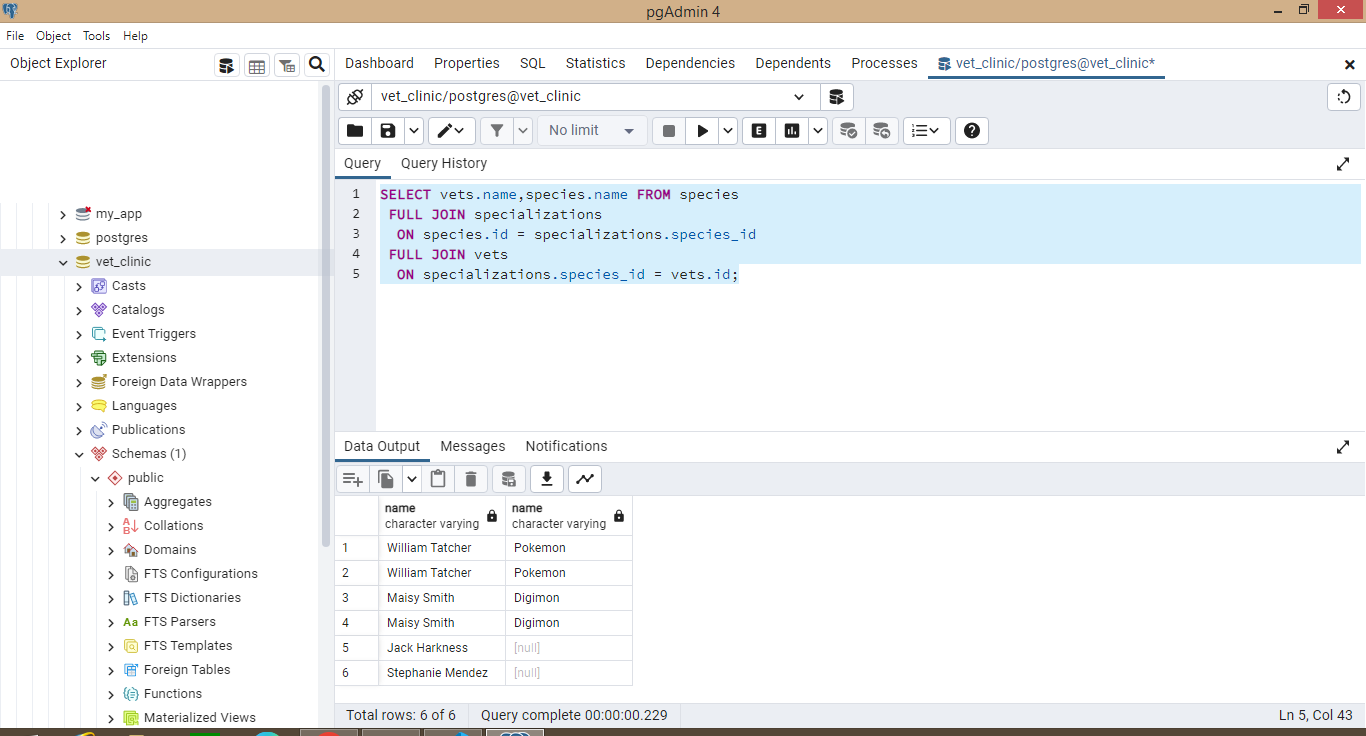 pgAdmin 4
File Object Tools Help
Object Explorer
Dashboard Properties SQL Statistics Dependencies Dependents Processes vet_clinic/postgres@vet_clinic*
vet_clinic/postgres@vet_clinic
No limit
E
Query Query History
1 SELECT vets.name,species.name FROM species
2 FULL JOIN specializations
3 ON species.id = specializations.species_id
4 FULL JOIN vets
5 ON specializations.species_id = vets.id;
my_app
postgres
vet_clinic
Casts
Catalogs
Event Triggers
Extensions
Foreign Data Wrappers
Languages
Publications
Schemas (1)
public
Aggregates
Collations
Domains
FTS Configurations
FTS Dictionaries
Aa FTS Parsers
FTS Templates
Foreign Tables
Functions
Materialized Views
Data Output Messages Notifications
name name
character varying character varying
1 William Tatcher Pokemon
2 William Tatcher Pokemon
3 Maisy Smith Digimon
4 Maisy Smith Digimon
5 Jack Harkness [null]
6 Stephanie Mendez [null]
Total rows: 6 of 6 Query complete 00:00:00.229 Ln 5, Col 43